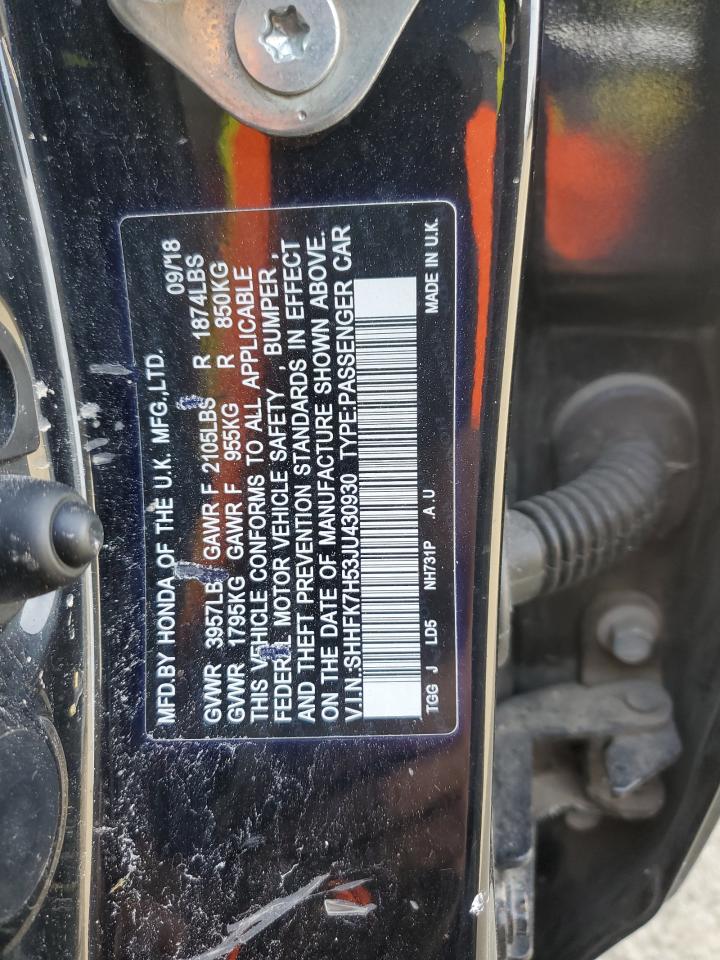 MFD.BY HONDA OF THE U.K. MFG.,LTD. 09/18
GVWR 3957LB GAWR F 2105LBS R 1874LBS
GVWR 1795KG GAWR F 955KG R 850KG
THIS VEHICLE CONFORMS TO ALL APPLICABLE
FEDERAL MOTOR VEHICLE SAFETY, BUMPER,
AND THEFT PREVENTION STANDARDS IN EFFECT
ON THE DATE OF MANUFACTURE SHOWN ABOVE.
V.I.N.:SHHFK7H53JU430930 TYPE:PASSENGER CAR
TGG J LD5 NH731P .A.U MADE IN U.K.